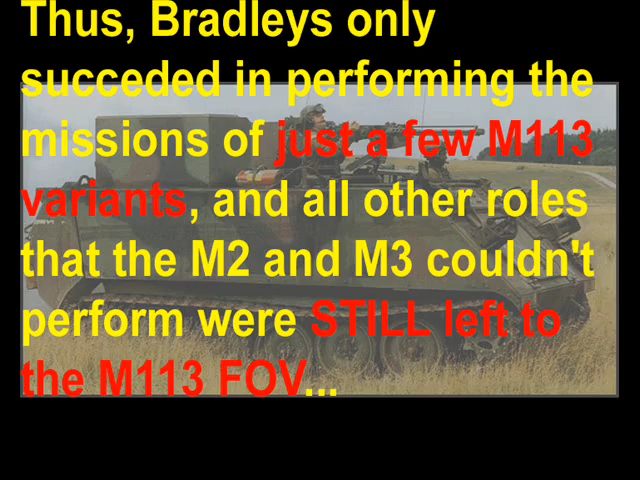 Thus, Bradleys only
succeded in performing the
missions of just a few M113
variants, and all other roles
that the M2 and M3 couldn't
perform were STILL left to
the M113 FOV...